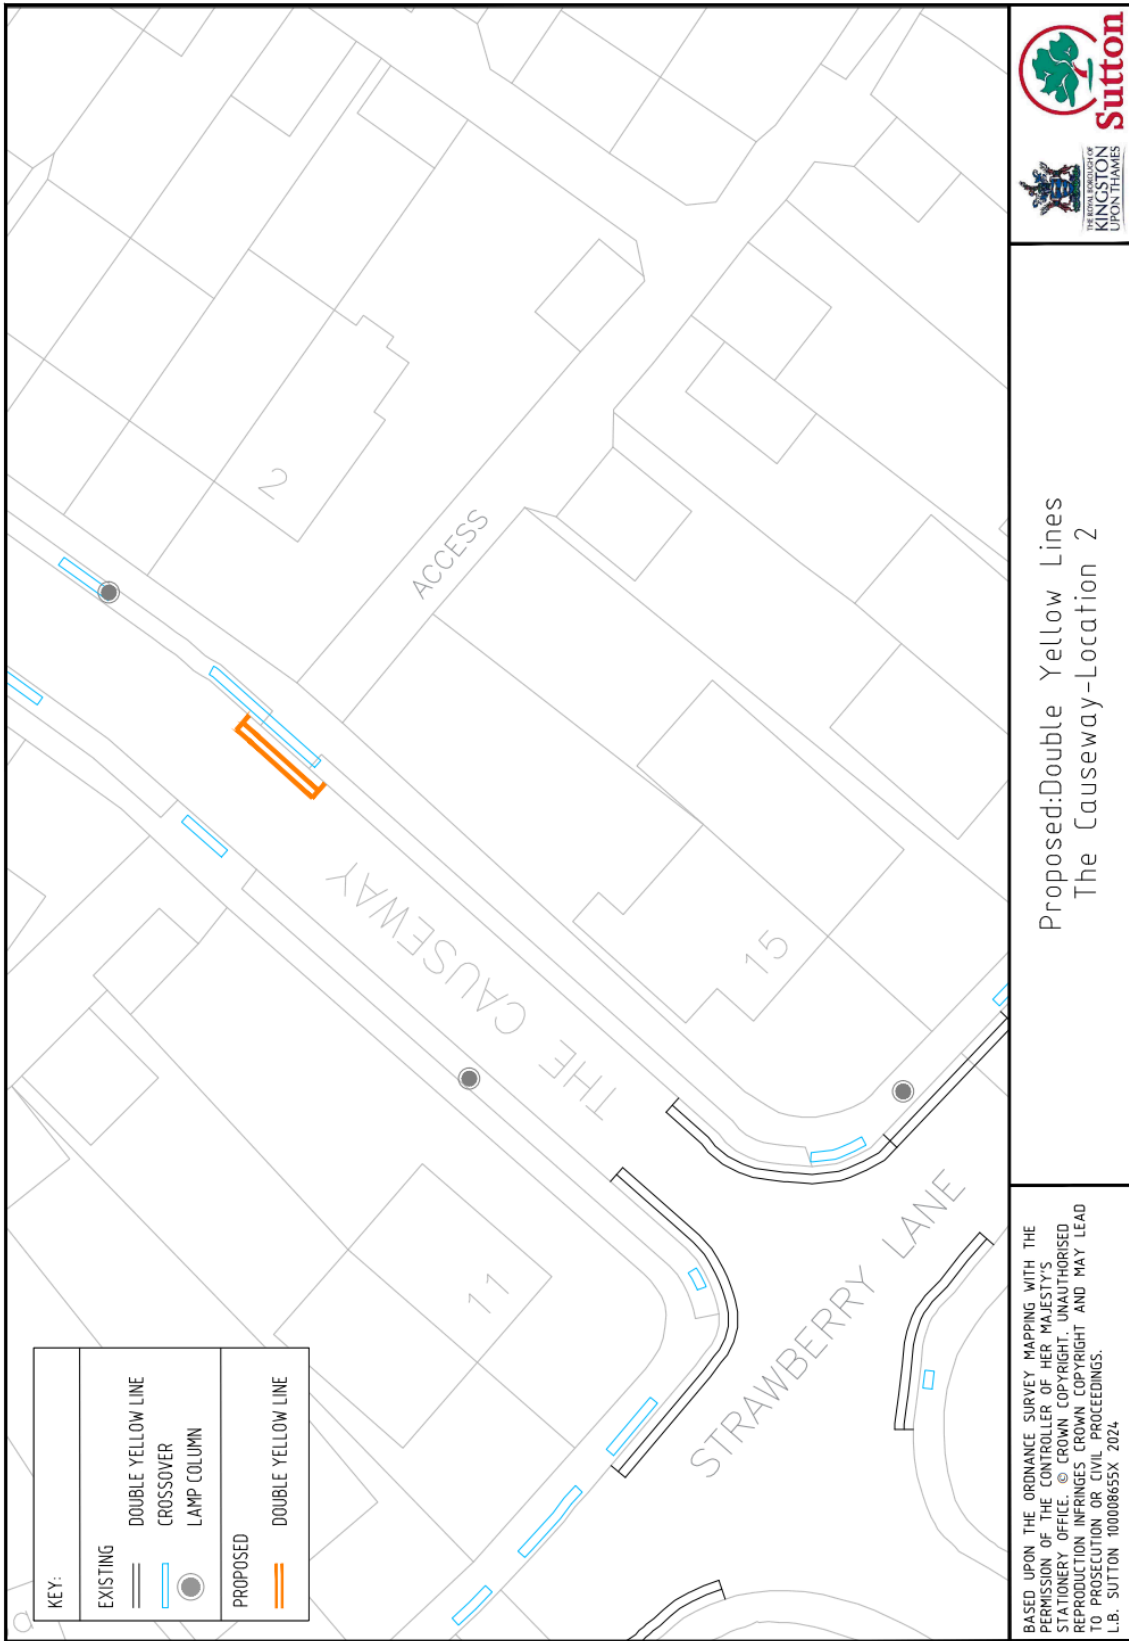 KEY:
EXISTING
DOUBLE YELLOW LINE
CROSSOVER
LAMP COLUMN
PROPOSED
DOUBLE YELLOW LINE
2
ACCESS
THE CAUSEWAY
15
11
STRAWBERRY LANE
BASED UPON THE ORDNANCE SURVEY MAPPING WITH THE
PERMISSION OF THE CONTROLLER OF HER MAJESTY'S
STATIONERY OFFICE. © CROWN COPYRIGHT. UNAUTHORISED
REPRODUCTION INFRINGES CROWN COPYRIGHT AND MAY LEAD
TO PROSECUTION OR CIVIL PROCEEDINGS.
L.B. SUTTON 100008655X 2024
Proposed:Double Yellow Lines
The Causeway-Location 2
THE ROYAL BOROUGH OF
KINGSTON
UPON THAMES
Sutton